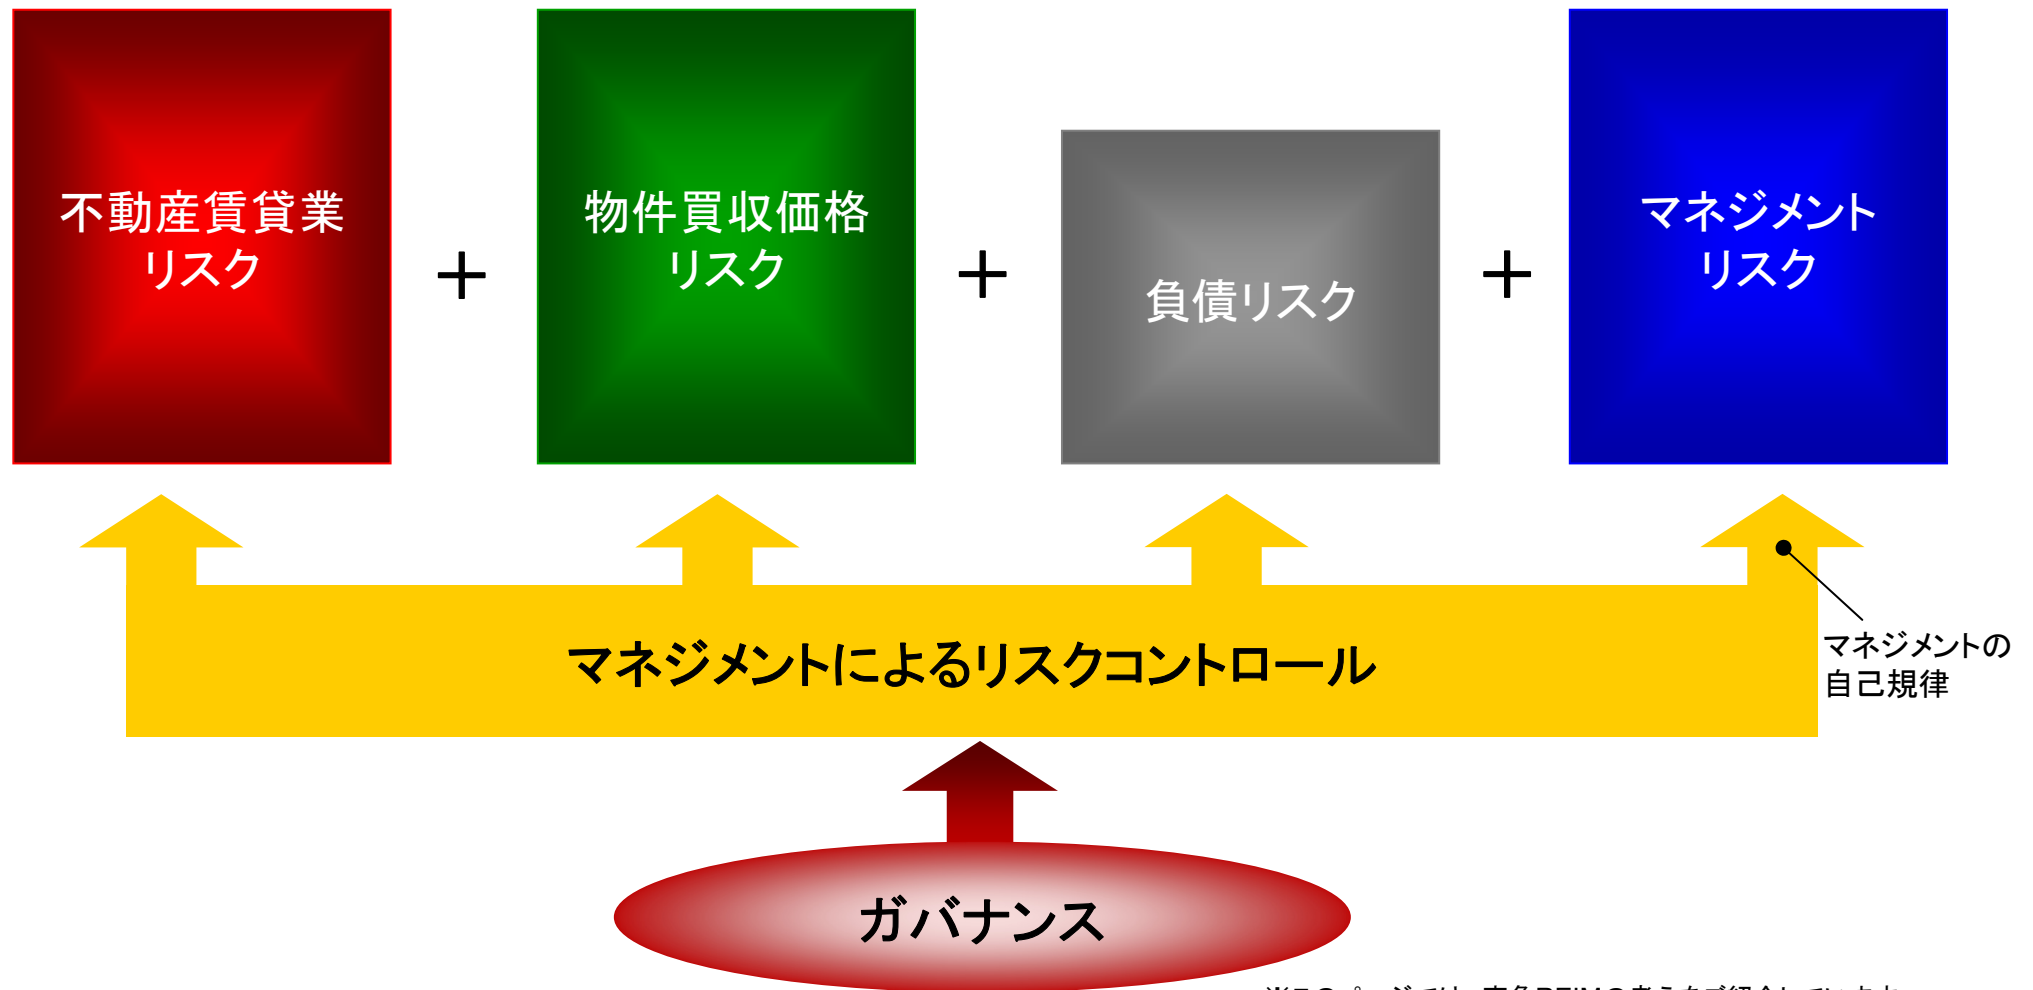 不動産賃貸業
リスク
+
物件買収価格
リスク
+
負債リスク
+
マネジメント
リスク
マネジメントによるリスクコントロール
マネジメントの
自己規律
ガバナンス